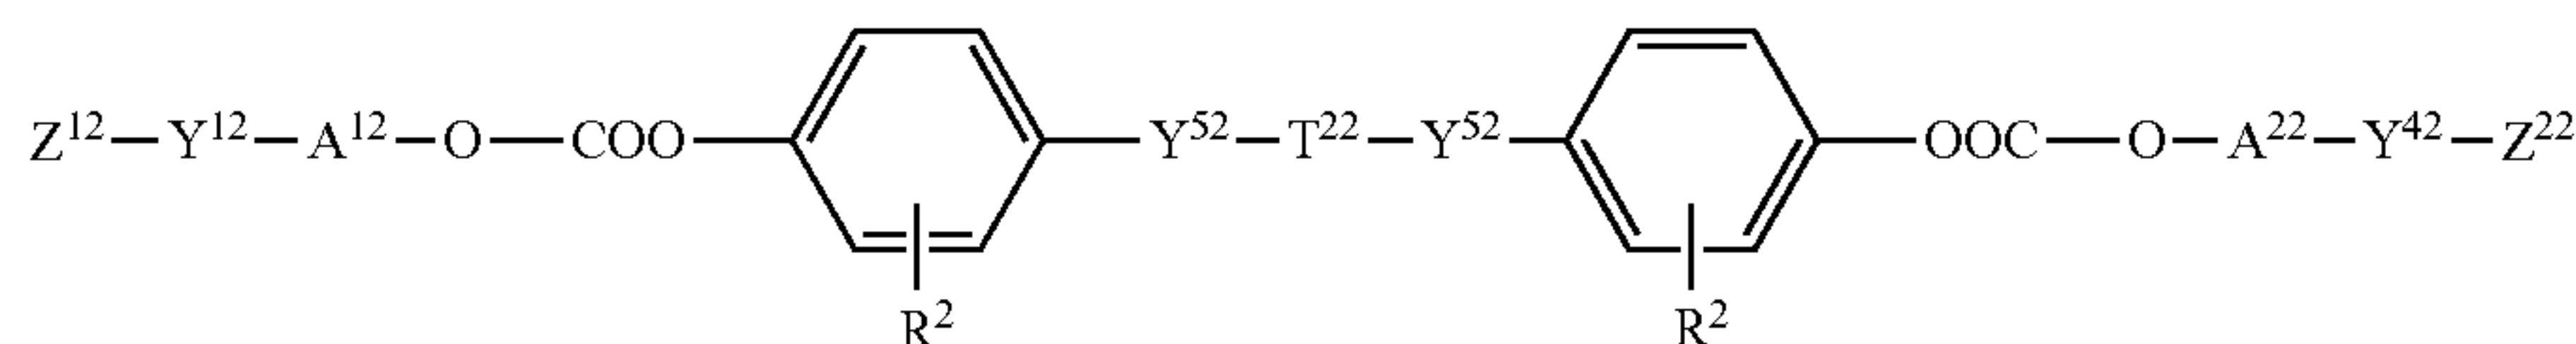 Z¹²—Y¹²—A¹²—O—COO—Y⁵²—T²²—Y⁵²—OOC—O—A²²—Y⁴²—Z²²
R² R²